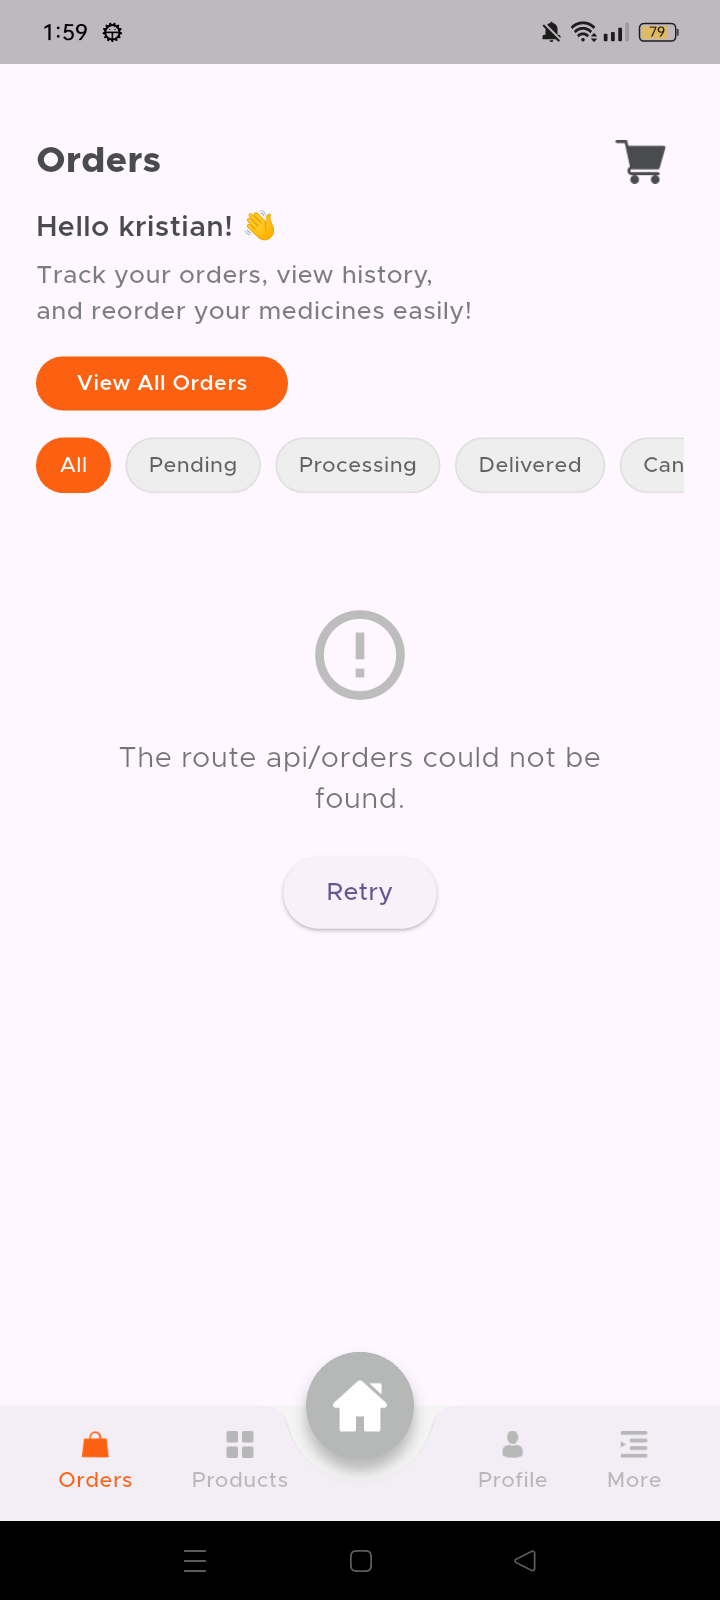 1:59
79
Orders
Hello kristian! 👋
Track your orders, view history,
and reorder your medicines easily!
View All Orders
All
Pending
Processing
Delivered
Can
The route api/orders could not be
found.
Retry
Orders
Products
Profile
More